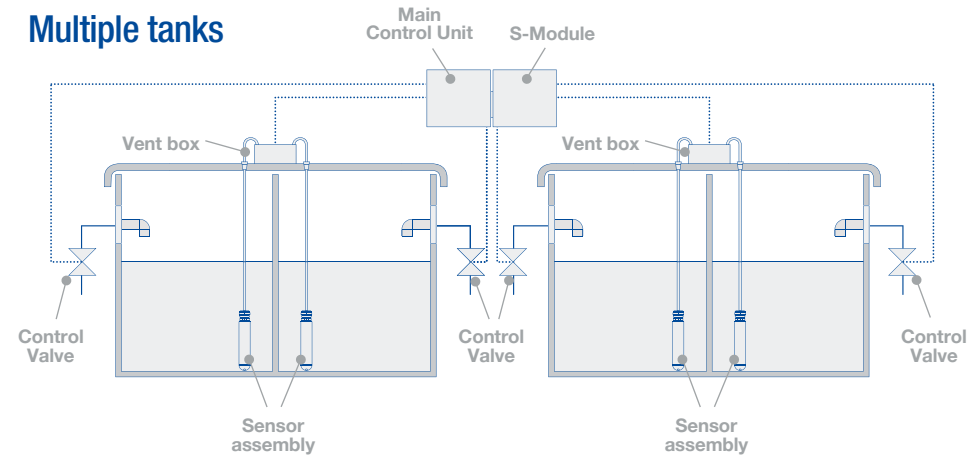 Multiple tanks
Main
Control Unit
S-Module
Vent box
Vent box
Control
Valve
Control
Valve
Control
Valve
Sensor
assembly
Sensor
assembly